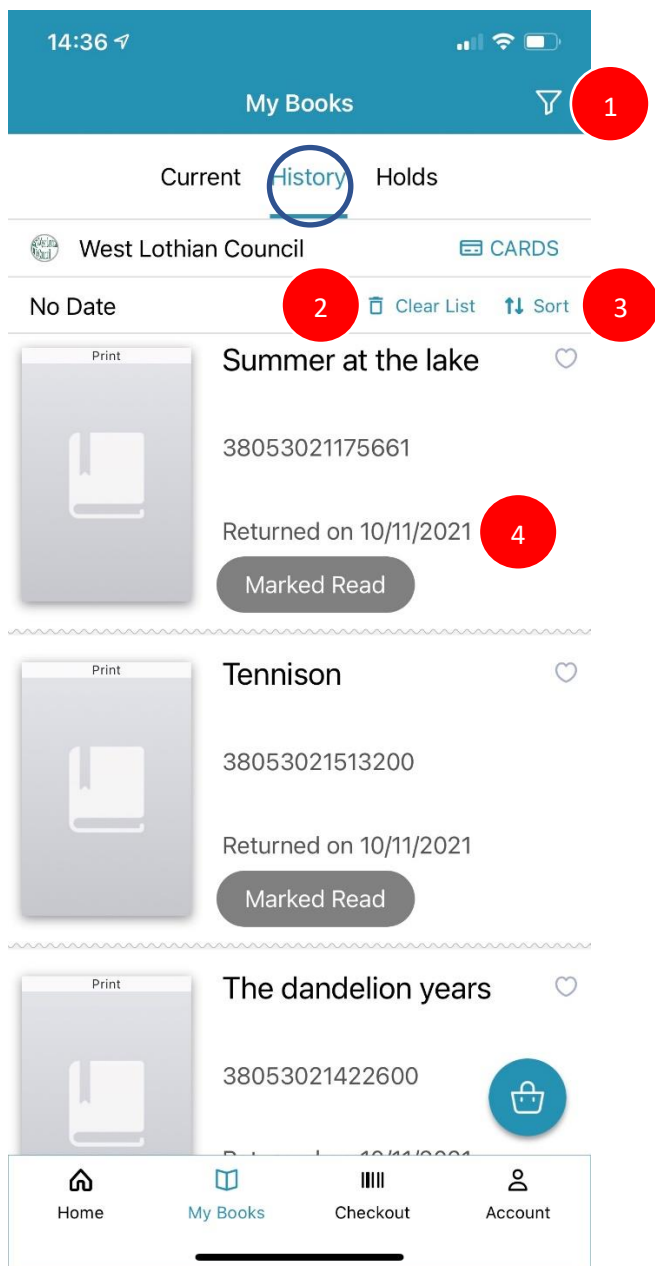 14:36
My Books
1
Current History Holds
West Lothian Council CARDS
No Date 2 Clear List Sort 3
Print
Summer at the lake
38053021175661
Returned on 10/11/2021 4
Marked Read
Print
Tennison
38053021513200
Returned on 10/11/2021
Marked Read
Print
The dandelion years
38053021422600
Home My Books Checkout Account